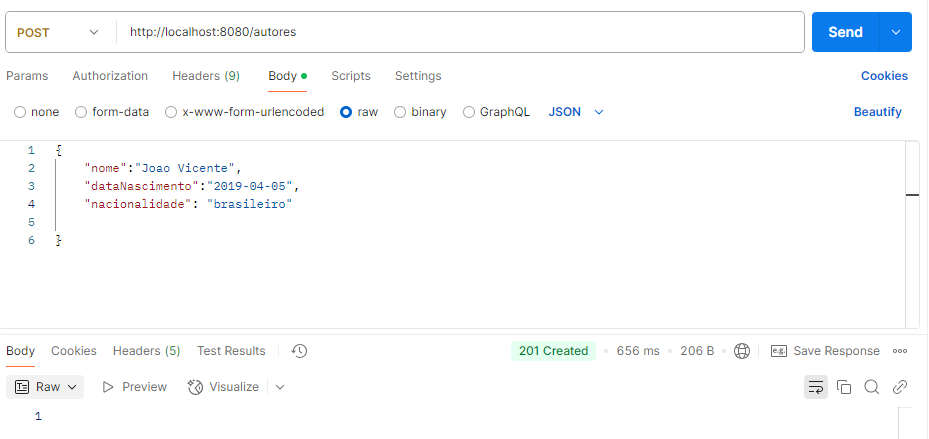 POST http://localhost:8080/autores Send
Params Authorization Headers (9) Body Scripts Settings Cookies
none form-data x-www-form-urlencoded raw binary GraphQL JSON Beautify
1 {
2 "nome":"Joao Vicente",
3 "dataNascimento":"2019-04-05",
4 "nacionalidade": "brasileiro"
5
6 }
Body Cookies Headers (5) Test Results 201 Created 656 ms 206 B e.g. Save Response
Raw Preview Visualize
1